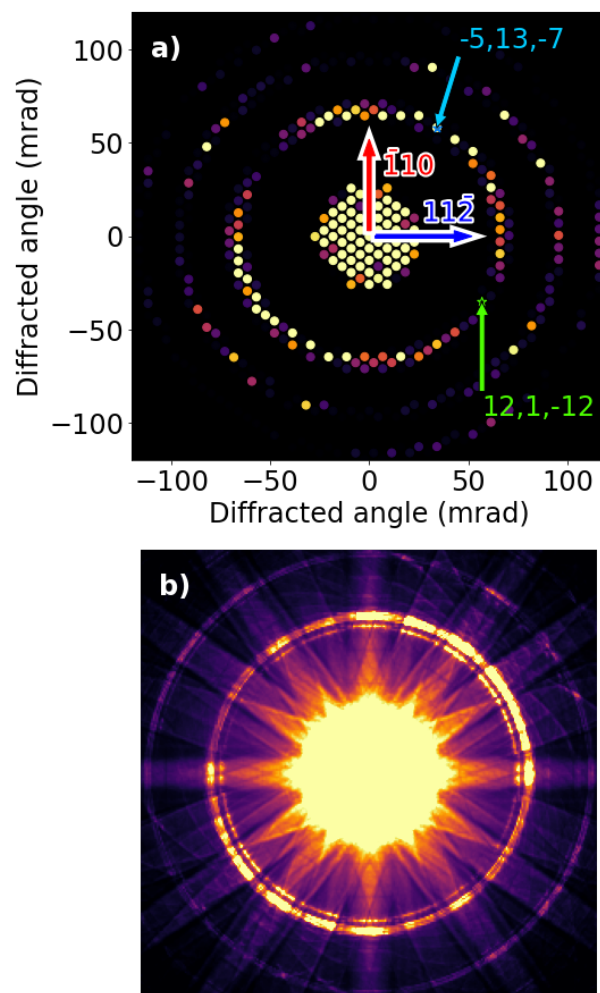 a)
-5,13,-7
1̄10
112̄
12,1,-12
100
50
0
−50
−100
Diffracted angle (mrad)
−100 −50 0 50 100
Diffracted angle (mrad)
b)